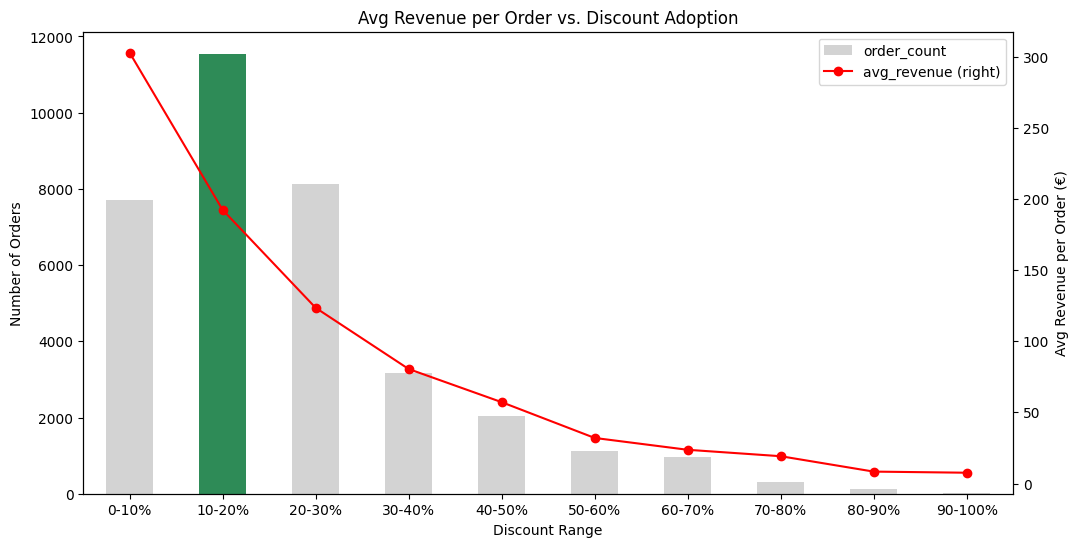 Avg Revenue per Order vs. Discount Adoption
order_count
avg_revenue (right)
Number of Orders
12000
10000
8000
6000
4000
2000
0
300
250
200
150
100
50
0
Avg Revenue per Order (€)
0-10% 10-20% 20-30% 30-40% 40-50% 50-60% 60-70% 70-80% 80-90% 90-100%
Discount Range